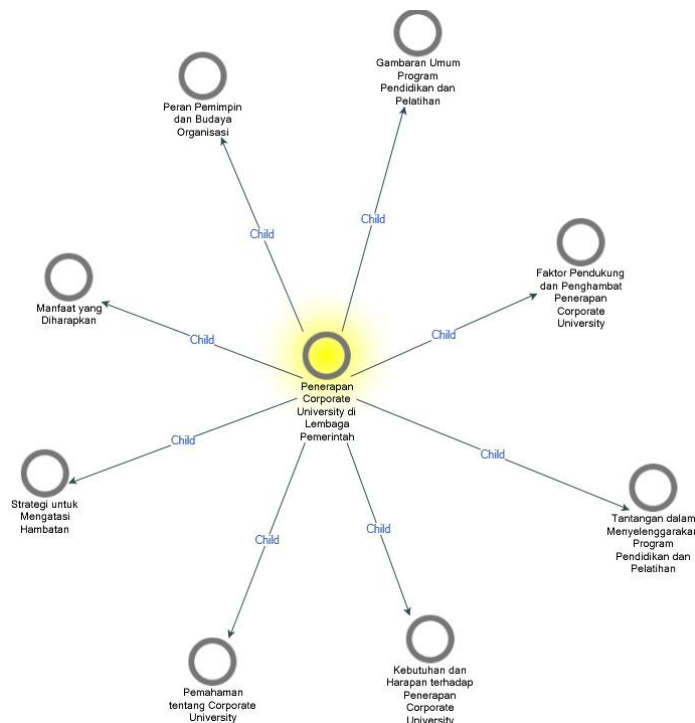 Gambaran Umum
Program
Pendidikan dan
Pelatihan
Peran Pemimpin
dan Budaya
Organisasi
Child
Child
Faktor Pendukung
dan Penghambat
Penerapan
Corporate
University
Manfaat yang
Diharapkan
Child
Child
Penerapan
Corporate
University di
Lembaga
Pemerintah
Child
Child
Strategi untuk
Mengatasi
Hambatan
Tantangan dalam
Menyelenggarakan
Program
Pendidikan dan
Pelatihan
Child
Child
Pemahaman
tentang Corporate
University
Kebutuhan dan
Harapan terhadap
Penerapan
Corporate
University